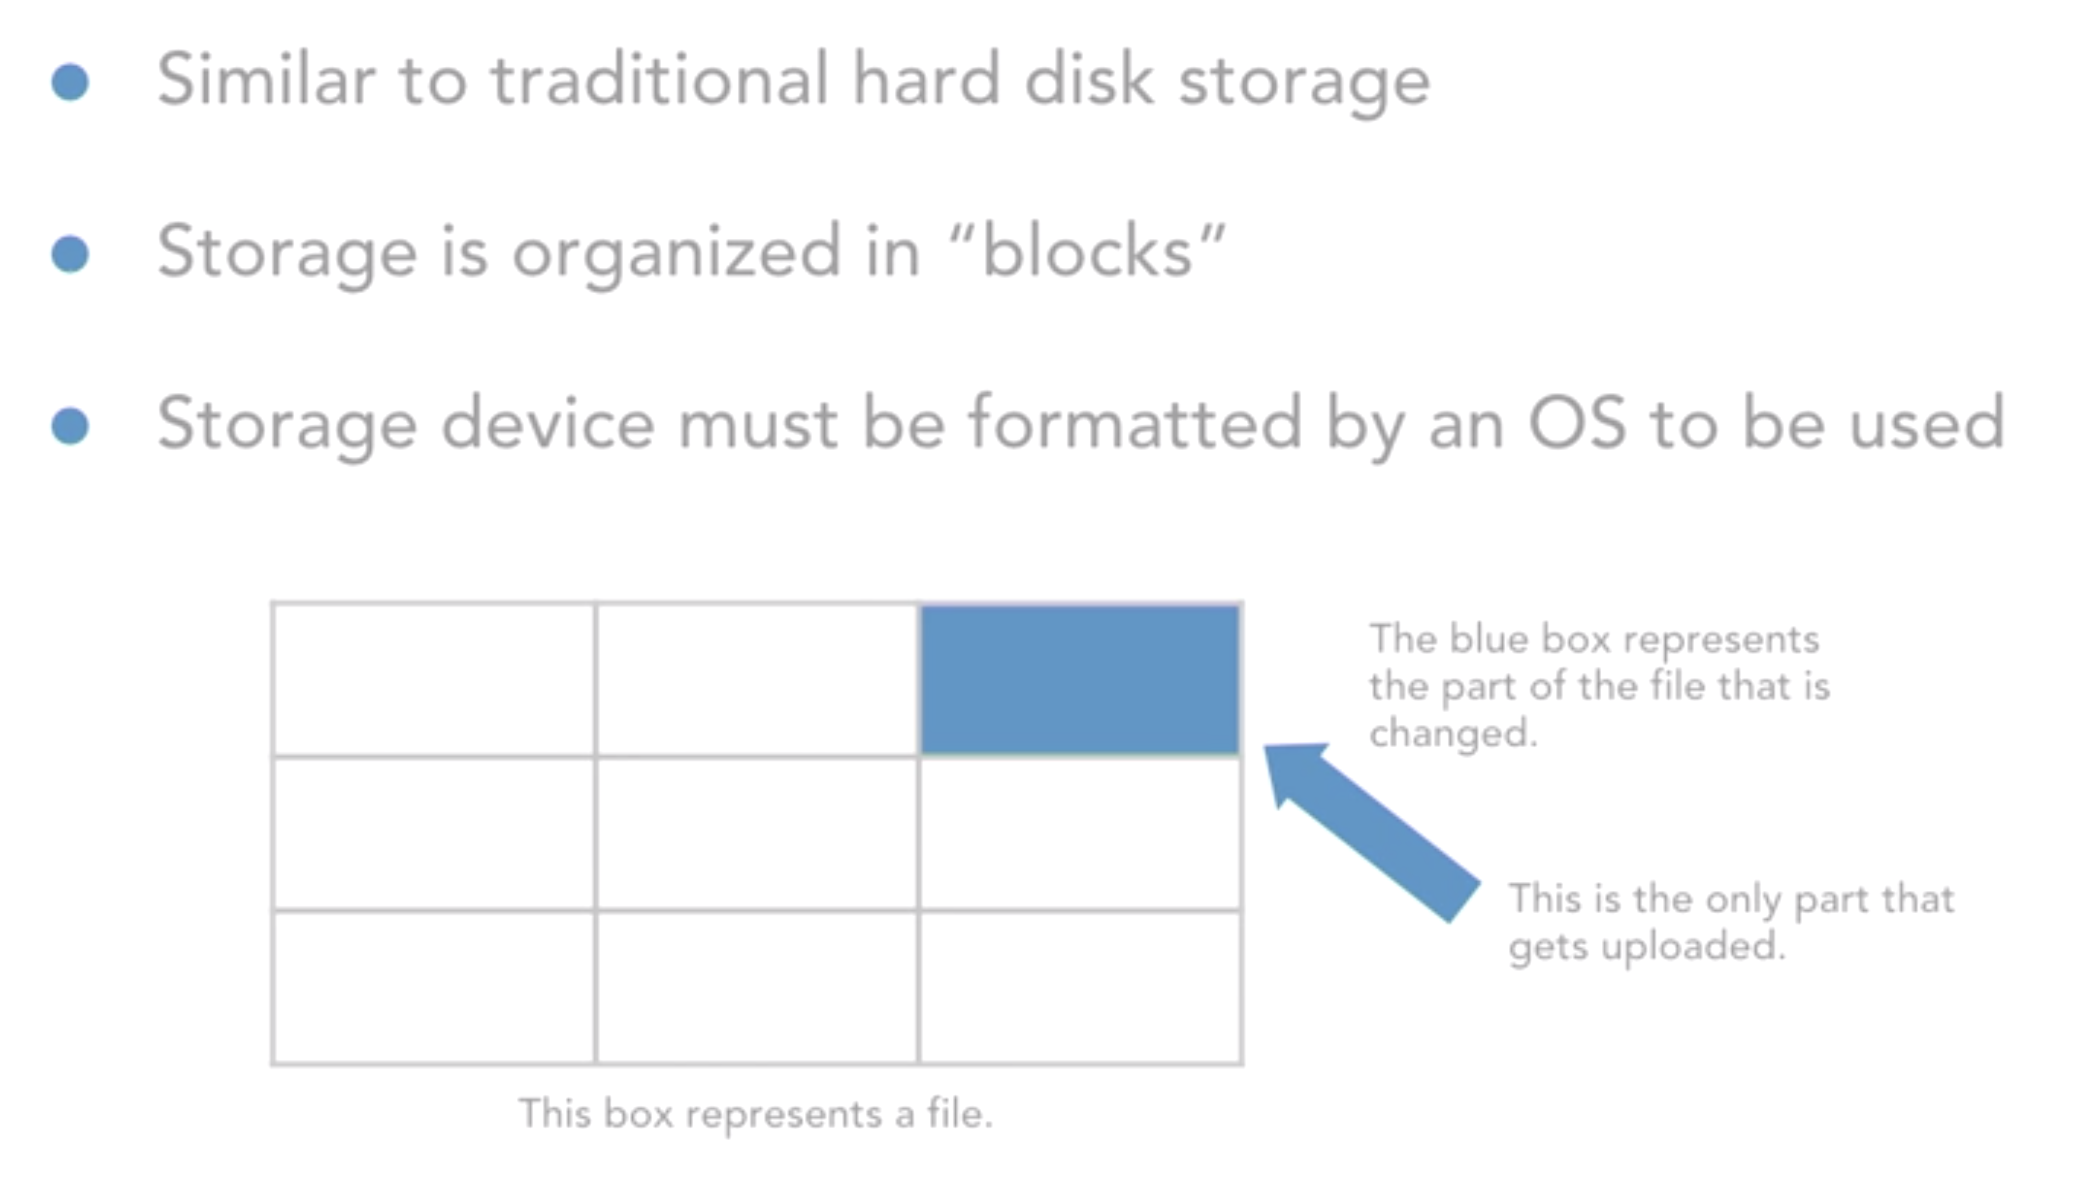 Similar to traditional hard disk storage
Storage is organized in “blocks”
Storage device must be formatted by an OS to be used
The blue box represents
the part of the file that is
changed.
This is the only part that
gets uploaded.
This box represents a file.